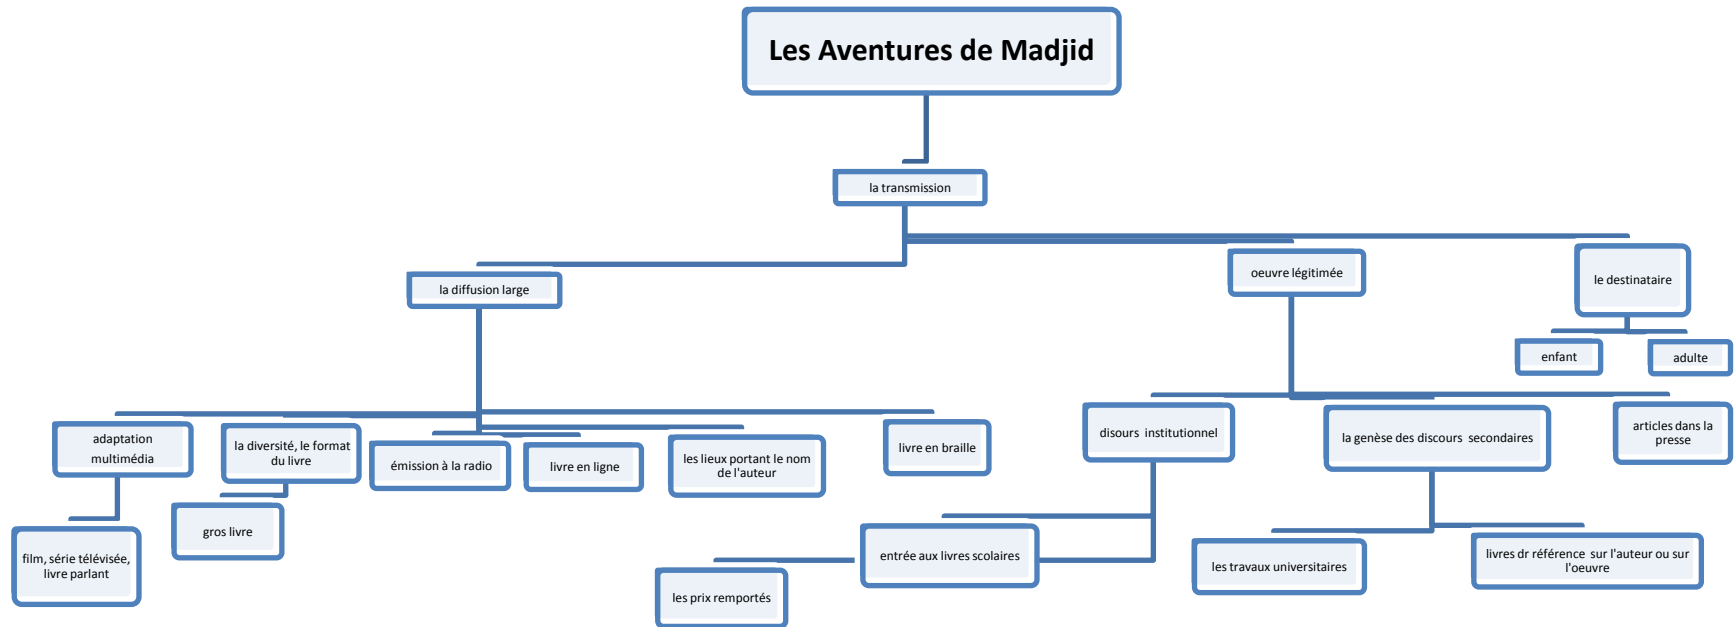 Les Aventures de Madjid
la transmission
la diffusion large
oeuvre légitimée
le destinataire
enfant
adulte
adaptation
multimédia
la diversité, le format
du livre
émission à la radio
livre en ligne
les lieux portant le nom
de l'auteur
livre en braille
disours institutionnel
la genèse des discours secondaires
articles dans la
presse
film, série télévisée,
livre parlant
gros livre
les prix remportés
entrée aux livres scolaires
les travaux universitaires
livres dr référence sur l'auteur ou sur
l'oeuvre